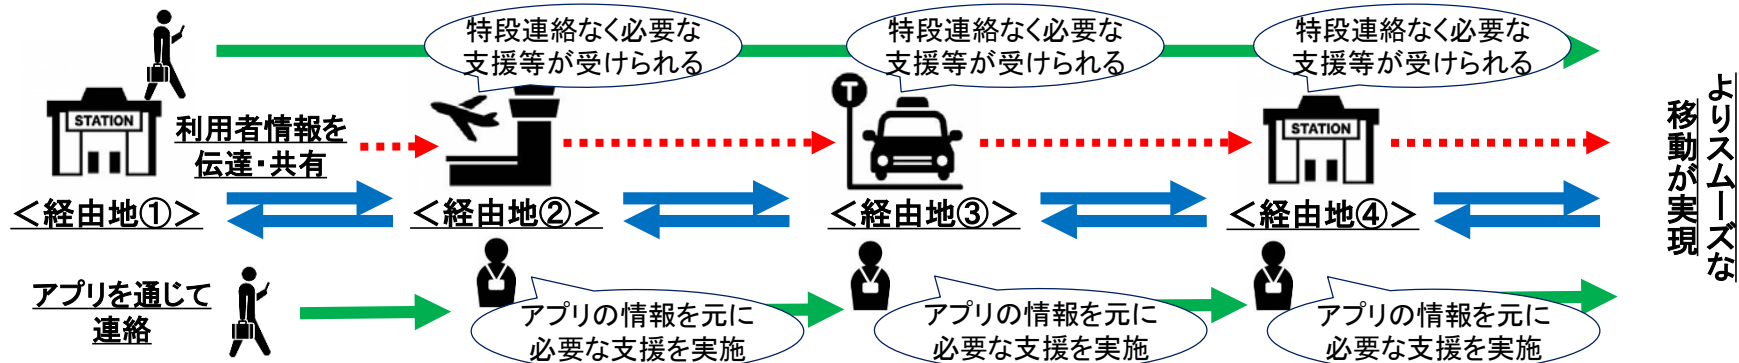 特段連絡なく必要な
支援等が受けられる
特段連絡なく必要な
支援等が受けられる
特段連絡なく必要な
支援等が受けられる
STATION
利用者情報を
伝達・共有
T
STATION
<経由地①>
<経由地②>
<経由地③>
<経由地④>
よりスムーズな
移動が実現
アプリを通じて
連絡
アプリの情報を元に
必要な支援を実施
アプリの情報を元に
必要な支援を実施
アプリの情報を元に
必要な支援を実施